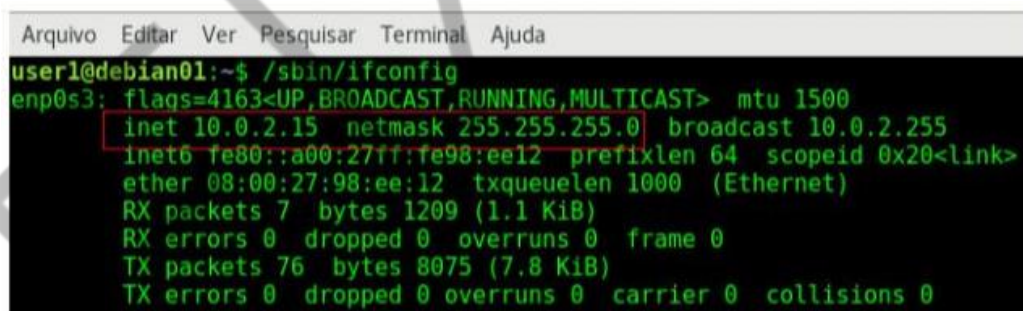 Arquivo Editar Ver Pesquisar Terminal Ajuda
user1@debian01:~$ /sbin/ifconfig
enp0s3: flags=4163<UP,BROADCAST,RUNNING,MULTICAST> mtu 1500
inet 10.0.2.15 netmask 255.255.255.0 broadcast 10.0.2.255
inet6 fe80::a00:27ff:fe98:ee12 prefixlen 64 scopeid 0x20<link>
ether 08:00:27:98:ee:12 txqueuelen 1000 (Ethernet)
RX packets 7 bytes 1209 (1.1 KiB)
RX errors 0 dropped 0 overruns 0 frame 0
TX packets 76 bytes 8075 (7.8 KiB)
TX errors 0 dropped 0 overruns 0 carrier 0 collisions 0